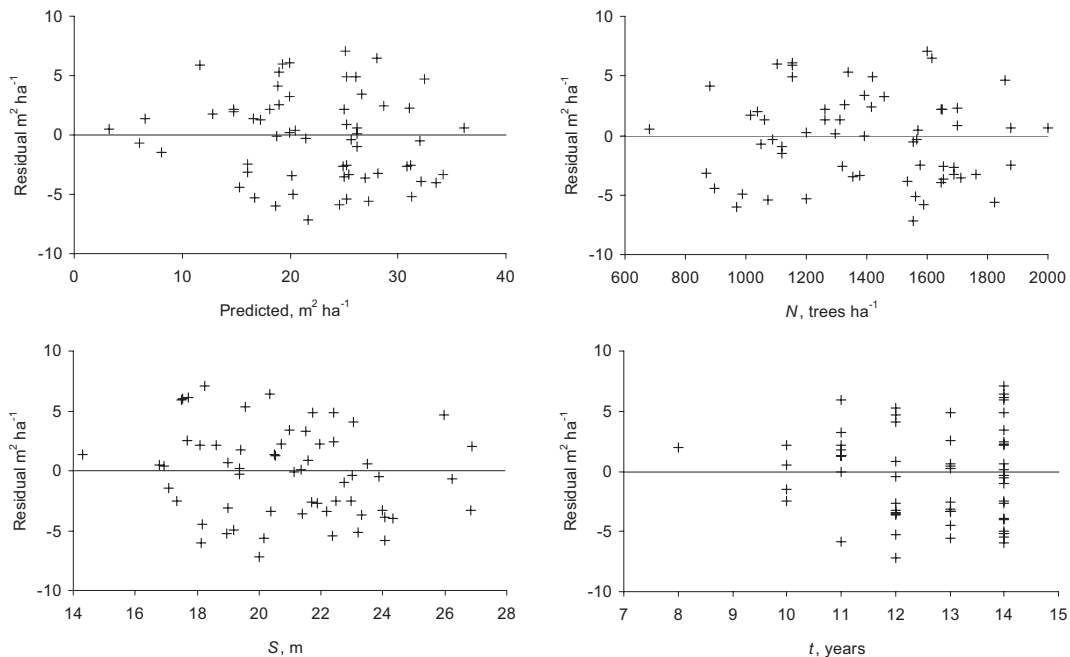 10
5
0
-5
-10
Residual m² ha⁻¹
0 10 20 30 40
Predicted, m² ha⁻¹
10
5
0
-5
-10
Residual m² ha⁻¹
600 800 1000 1200 1400 1600 1800 2000
N, trees ha⁻¹
10
5
0
-5
-10
Residual m² ha⁻¹
14 16 18 20 22 24 26 28
S, m
10
5
0
-5
-10
Residual m² ha⁻¹
7 8 9 10 11 12 13 14 15
t, years